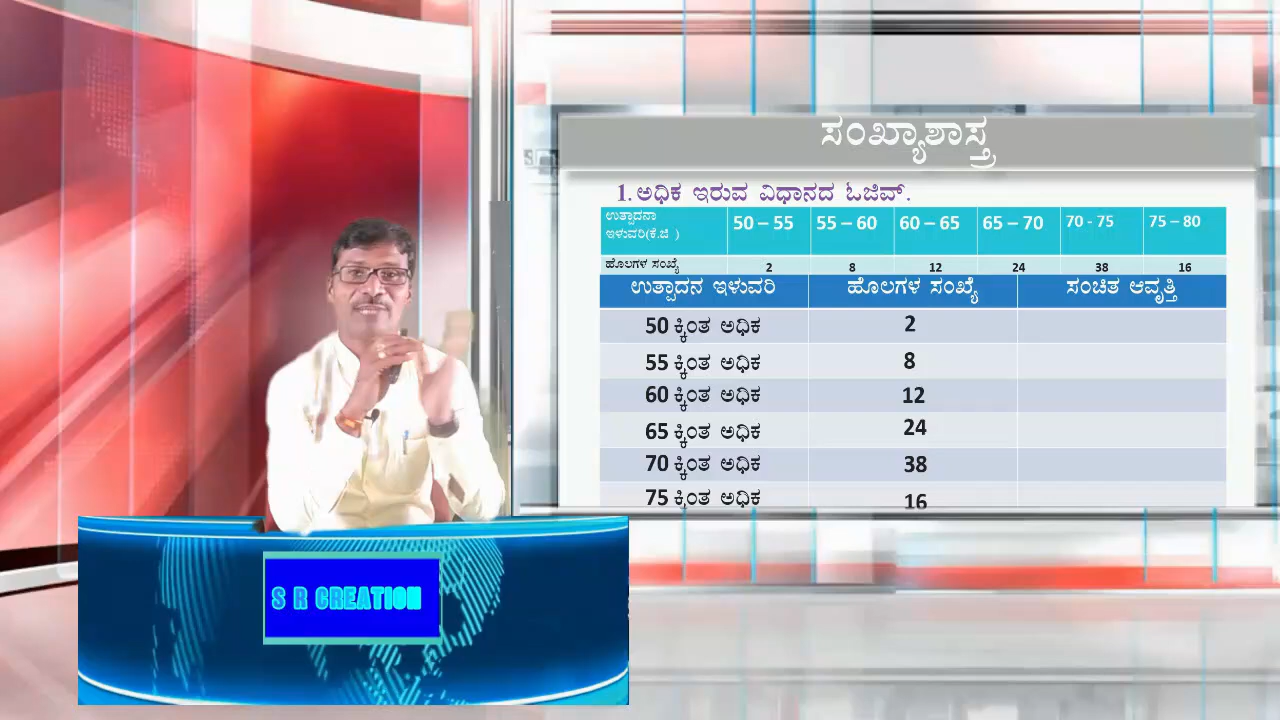 ಸಂಖ್ಯಾಶಾಸ್ತ್ರ
1. ಅಧಿಕ ಇರುವ ವಿಧಾನದ ಓಜಿವ್.
ಉತ್ಪಾದನಾ ಇಳುವರಿ(ಕೆ.ಜಿ ) 50 – 55 55 – 60 60 – 65 65 – 70 70 - 75 75 – 80
ಹೊಲಗಳ ಸಂಖ್ಯೆ 2 8 12 24 38 16
ಉತ್ಪಾದನ ಇಳುವರಿ ಹೊಲಗಳ ಸಂಖ್ಯೆ ಸಂಚಿತ ಆವೃತ್ತಿ
50 ಕ್ಕಿಂತ ಅಧಿಕ 2
55 ಕ್ಕಿಂತ ಅಧಿಕ 8
60 ಕ್ಕಿಂತ ಅಧಿಕ 12
65 ಕ್ಕಿಂತ ಅಧಿಕ 24
70 ಕ್ಕಿಂತ ಅಧಿಕ 38
75 ಕ್ಕಿಂತ ಅಧಿಕ 16
S R CREATION